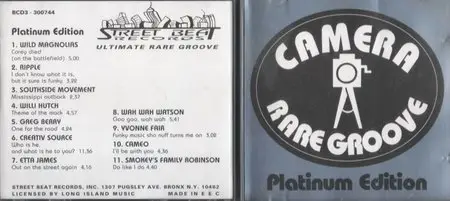 BCD3 - 300744
Platinum Edition
STREET BEAT
RECORDS
ULTIMATE RARE GROOVE
1. WILD MAGNOLIAS
Corey died
(on the battlefield) 5.00
2. RIPPLE
I don't know what it is,
but it sure is funky 3.22
3. SOUTHSIDE MOVEMENT
Mississippi outback 2.37
4. WILLI HUTCH
Theme of the mack 4.57
5. GREG BERRY
One for the road 4.24
6. CREATIV SOURCE
Who is he,
and what is he to you? 11.36
7. ETTA JAMES
Out on the street again 4.16
8. WAH WAH WATSON
Goo goo, wah wah 5.41
9. YVONNE FAIR
Funky music sho nuff turns me on 3.08
10. CAMEO
I'll be with you 4.36
11. SMOKEY'S FAMILY ROBINSON
Do like I do 4.40
STREET BEAT RECORDS, INC. 1307 PUGSLEY AVE. BRONX N.Y. 10462
LICENSED BY LONG ISLAND MUSIC MADE IN E E C
CAMERA
RARE GROOVE
Platinum Edition